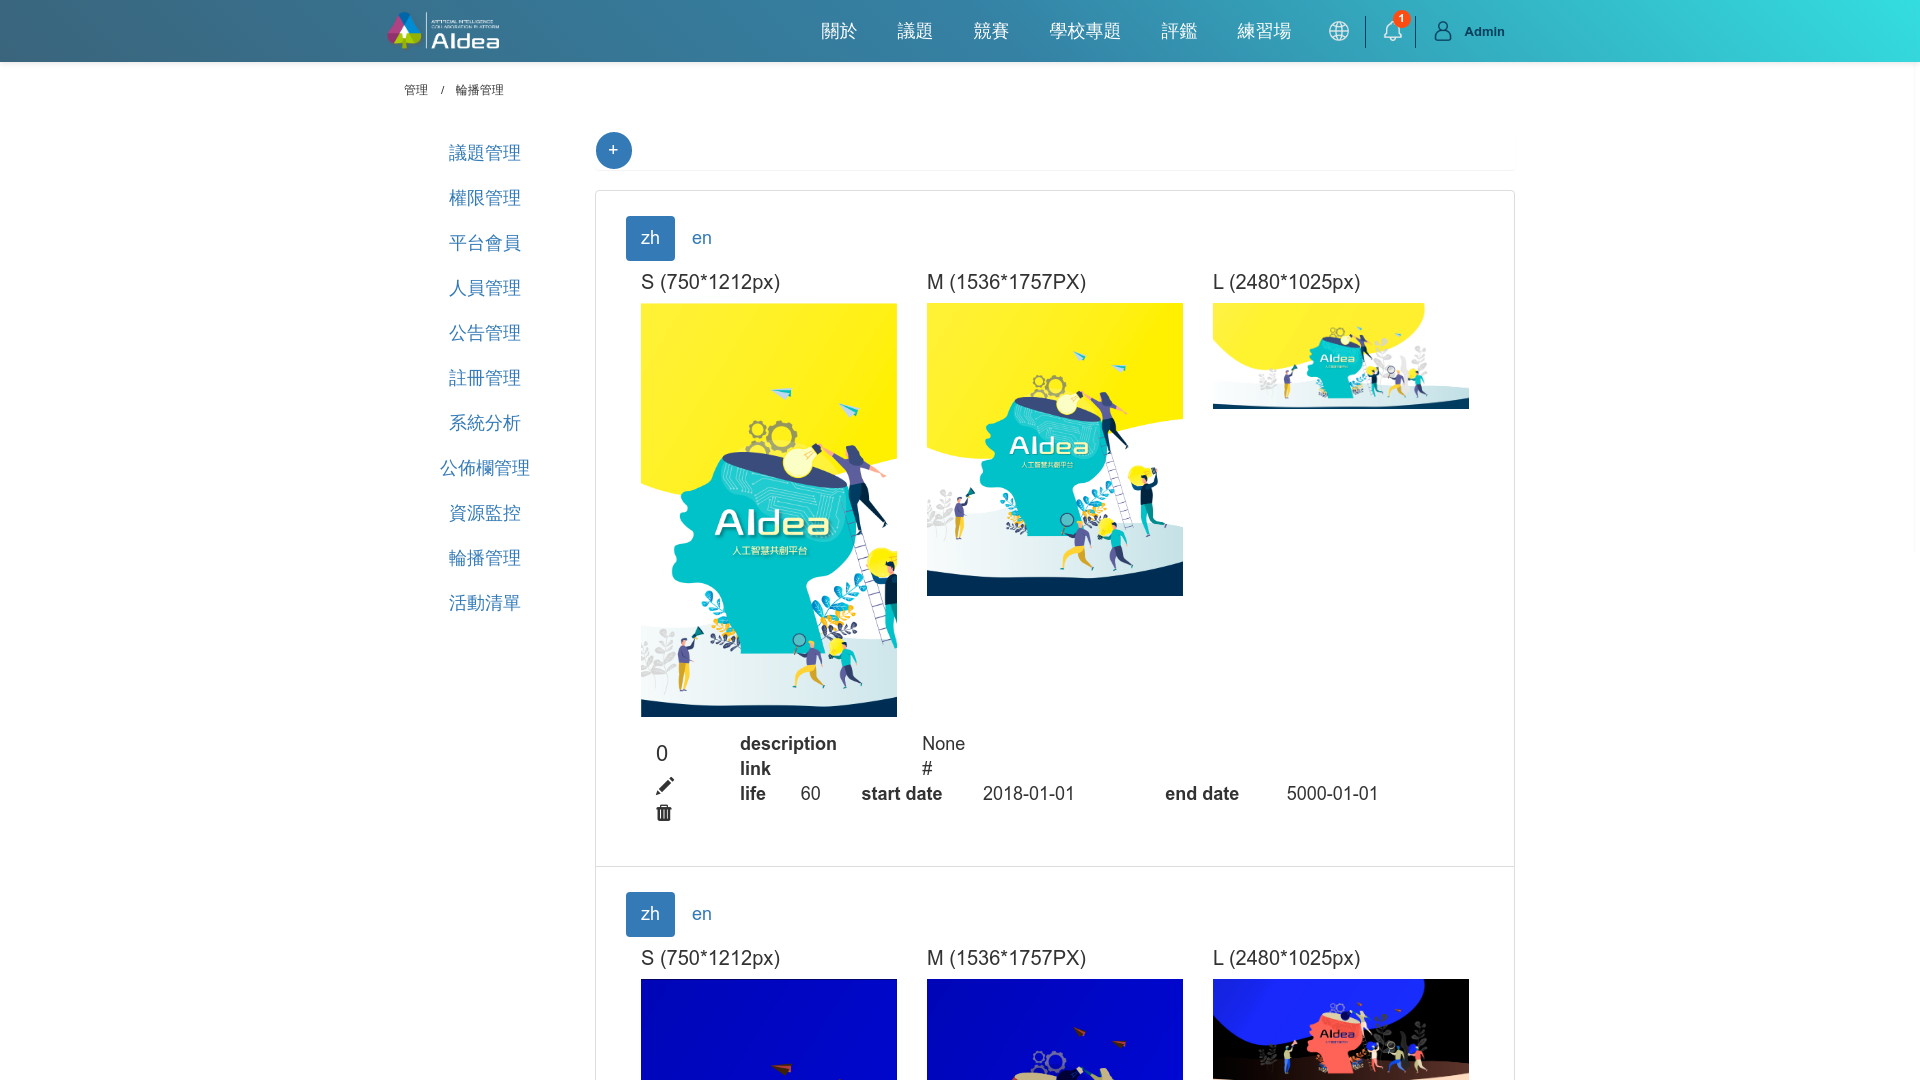 ARTIFICIAL INTELLIGENCE
COLLABORATION PLATFORM
AIdea
關於 議題 競賽 學校專題 評鑑 練習場 1 Admin
管理 / 輪播管理
議題管理
權限管理
平台會員
人員管理
公告管理
註冊管理
系統分析
公佈欄管理
資源監控
輪播管理
活動清單
+
zh en
S (750*1212px) M (1536*1757PX) L (2480*1025px)
AIdea
人工智慧共創平台
AIdea
人工智慧共創平台
AIdea
0
description None
link #
life 60 start date 2018-01-01 end date 5000-01-01
zh en
S (750*1212px) M (1536*1757PX) L (2480*1025px)
AIdea